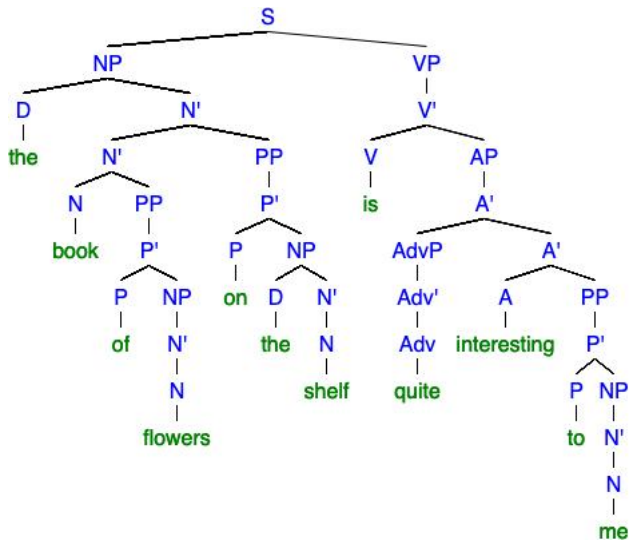 S
NP VP
D N' V'
the N' PP V AP
N PP P' is A'
book P' P NP AdvP A'
P NP on D N' Adv' A PP
of N' the N Adv interesting P'
N shelf quite P NP
flowers to N'
N
me